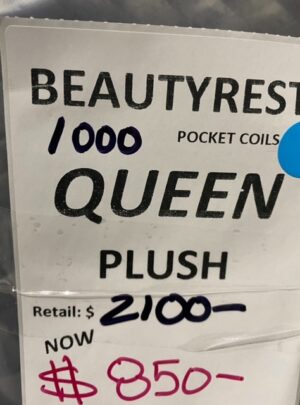 BEAUTYREST
1000 POCKET COILS
QUEEN
PLUSH
Retail: $ 2100-
NOW
$ 850-